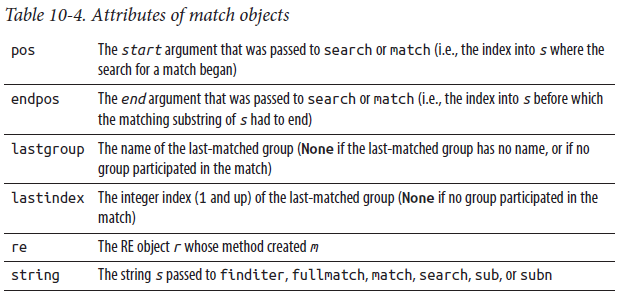 Table 10-4. Attributes of match objects
pos The start argument that was passed to search or match (i.e., the index into s where the
search for a match began)
endpos The end argument that was passed to search or match (i.e., the index into s before which
the matching substring of s had to end)
lastgroup The name of the last-matched group (None if the last-matched group has no name, or if no
group participated in the match)
lastindex The integer index (1 and up) of the last-matched group (None if no group participated in the
match)
re The RE object r whose method created m
string The string s passed to finditer, fullmatch, match, search, sub, or subn